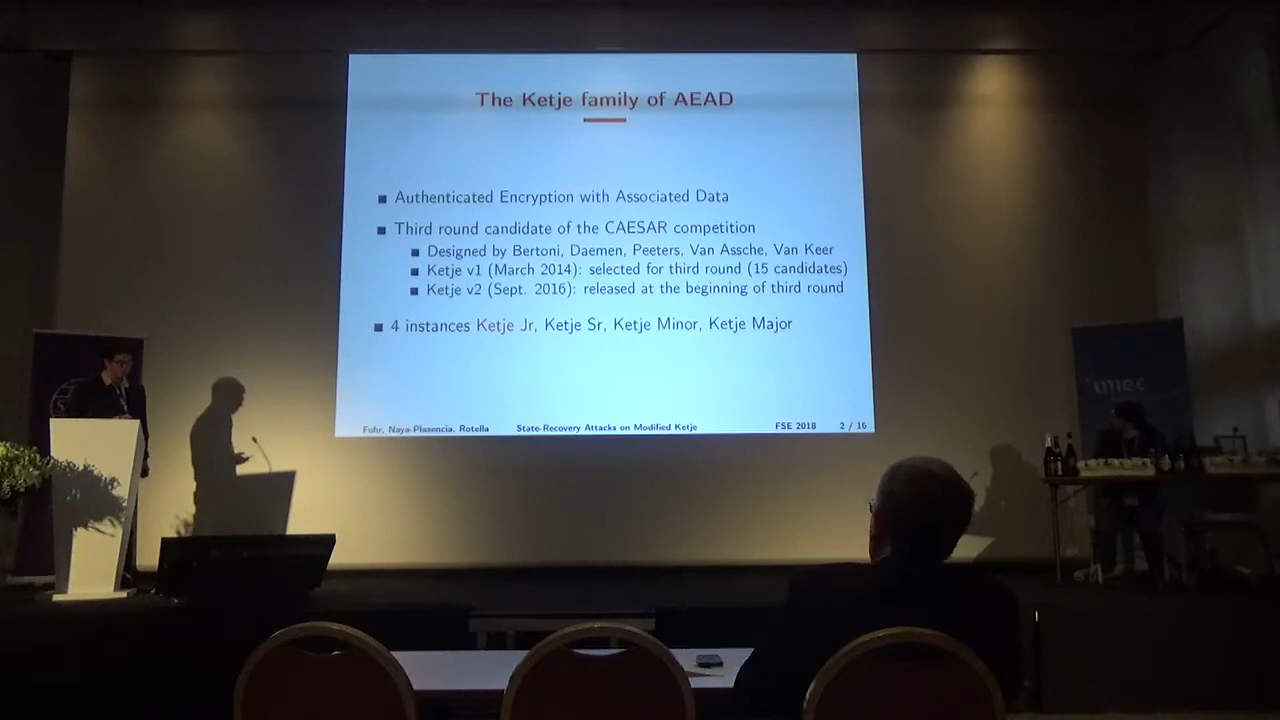 The Ketje family of AEAD
Authenticated Encryption with Associated Data
Third round candidate of the CAESAR competition
Designed by Bertoni, Daemen, Peeters, Van Assche, Van Keer
Ketje v1 (March 2014): selected for third round (15 candidates)
Ketje v2 (Sept. 2016): released at the beginning of third round
4 instances Ketje Jr, Ketje Sr, Ketje Minor, Ketje Major
Fuhr, Naya-Plasencia, Rotella State-Recovery Attacks on Modified Ketje FSE 2018 2 / 16
imec